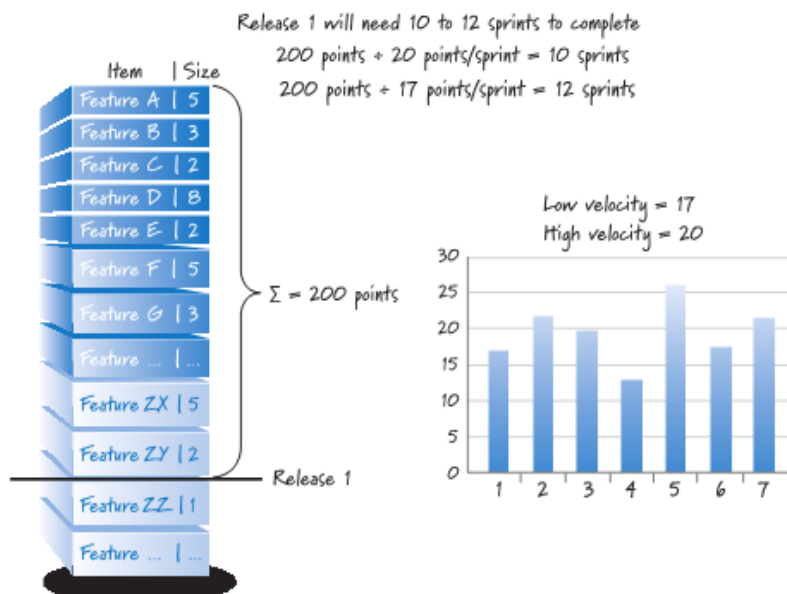 Release 1 will need 10 to 12 sprints to complete
200 points ÷ 20 points/sprint = 10 sprints
200 points ÷ 17 points/sprint = 12 sprints
Item | Size
Feature A | 5
Feature B | 3
Feature C | 2
Feature D | 8
Feature E | 2
Feature F | 5
Feature G | 3
Feature ... | ...
Feature ZX | 5
Feature ZY | 2
Feature ZZ | 1
Feature ... | ...
Σ = 200 points
Release 1
Low velocity = 17
High velocity = 20
30
25
20
15
10
5
0
1 2 3 4 5 6 7